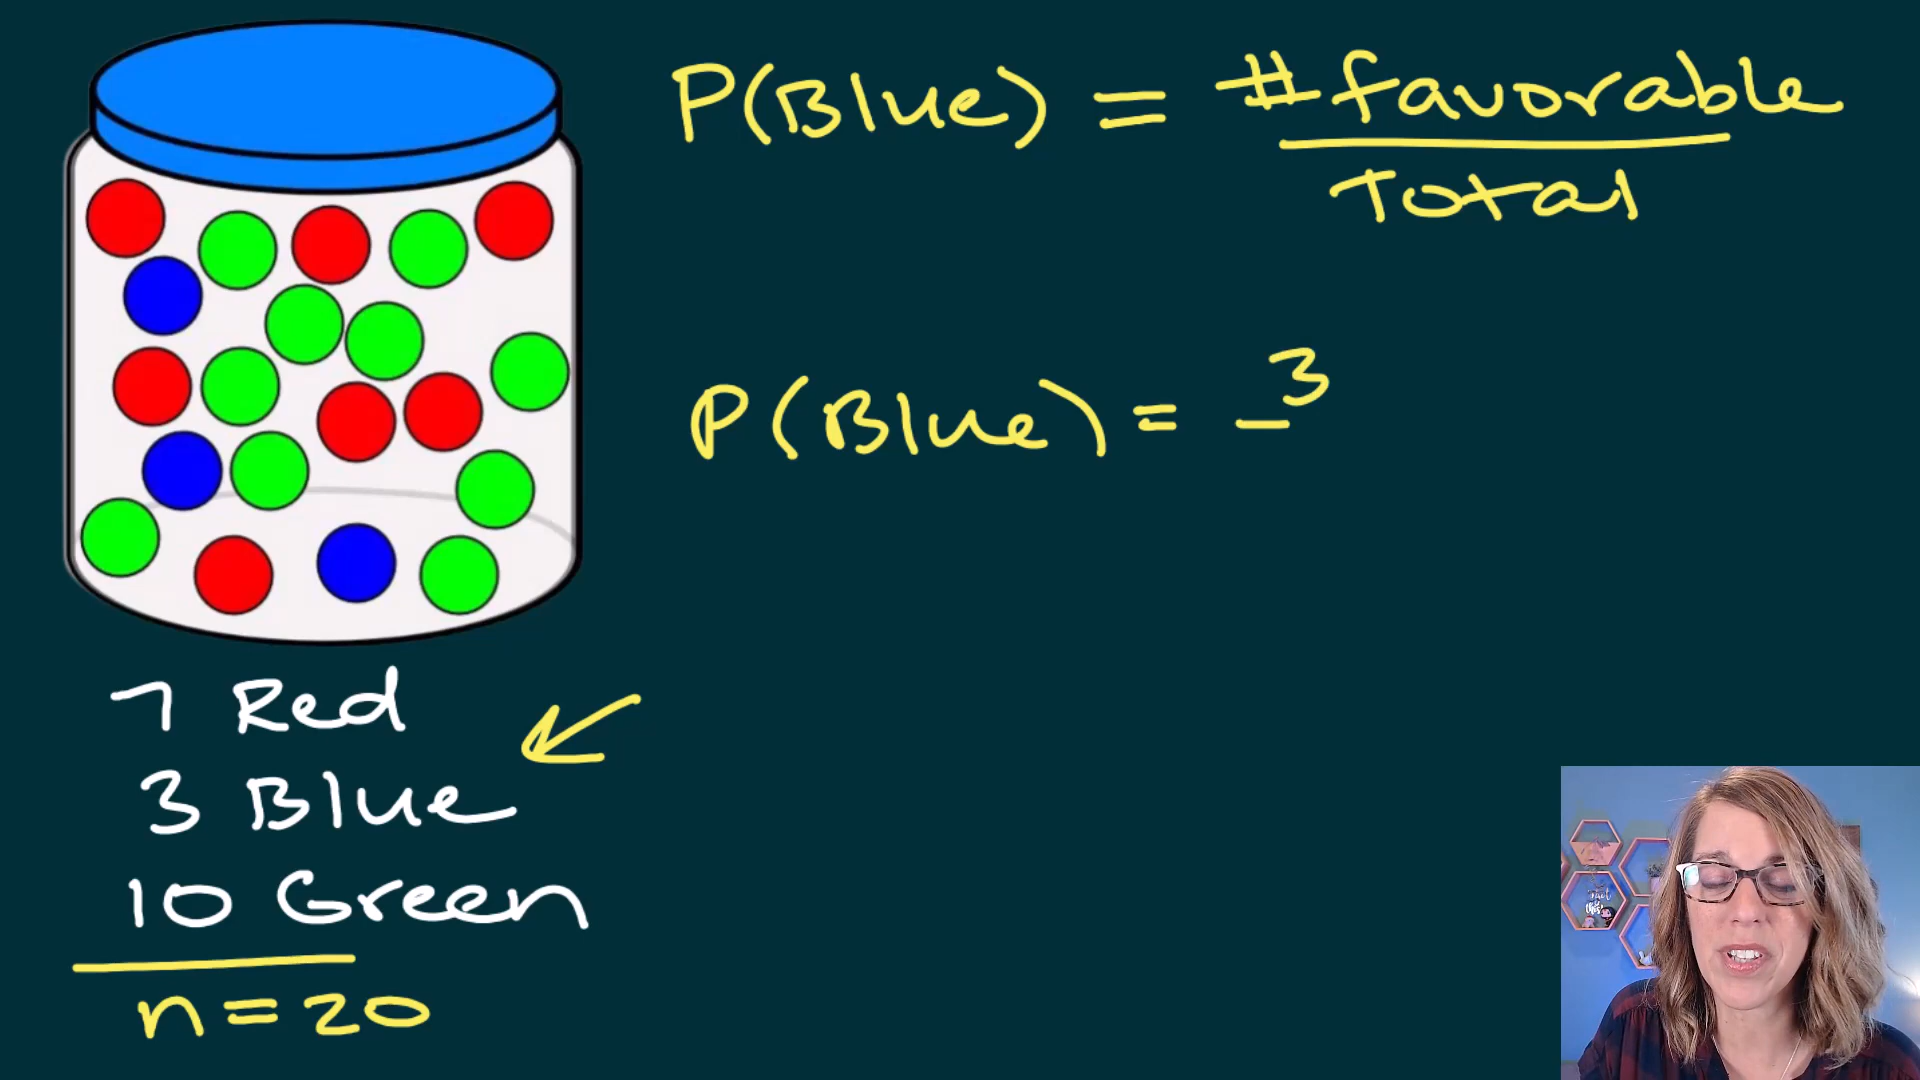 P(Blue) = #favorable
Total
P(Blue) = 3
7 Red
3 Blue
10 Green
n=20